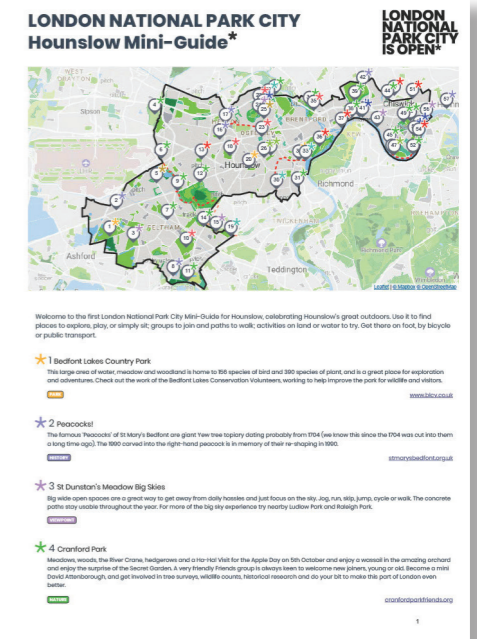 LONDON NATIONAL PARK CITY
Hounslow Mini-Guide*
LONDON
NATIONAL
PARK CITY
IS OPEN*
WEST DRAYTON
BRENTFORD
Hounslow
FELTHAM
Ashford
Richmond
TWICKENHAM
Teddington
Leaflet | © Mapbox © OpenStreetMap
Welcome to the first London National Park City Mini-Guide for Hounslow, celebrating Hounslow's great outdoors. Use it to find
places to explore, play, or simply sit; groups to join and paths to walk; activities on land or water to try. Get there on foot, by bicycle
or public transport.
1 Bedfont Lakes Country Park
This large area of water, meadow and woodland is home to 156 species of bird and 380 species of plant, and is a great place for exploration
and adventures. Check out the work of the Bedfont Lakes Conservation Volunteers, working to help improve the park for wildlife and visitors.
PARK
www.blcv.co.uk
2 Peacocks!
The famous 'Peacocks' of St Mary's Bedfont are giant Yew tree topiary dating probably from 1704 (we know this since the 1704 was cut into them
a long time ago). The 1990 carved into the right-hand peacock is in memory of their re-shaping in 1990.
HISTORY
stmarysbedfont.org.uk
3 St Dunstan's Meadow Big Skies
Big wide open spaces are a great way to get away from daily hassles and just focus on the sky. Jog, run, skip, jump, cycle or walk. The concrete
paths stay usable throughout the year. For more of the big sky experience try nearby Ludlow Park and Raleigh Park.
VIEWPOINT
4 Cranford Park
Meadows, woods, the River Crane, hedgerows and a Ha-Ha! Visit for the Apple Day on 5th October and enjoy a wassail in the amazing orchard
and enjoy the surprise of the Secret Garden. A very friendly Friends group is always keen to welcome new joiners, young or old. Become a mini
David Attenborough, and get involved in tree surveys, wildlife counts, historical research and do your bit to make this part of London even
better.
NATURE
cranfordparkfriends.org
1